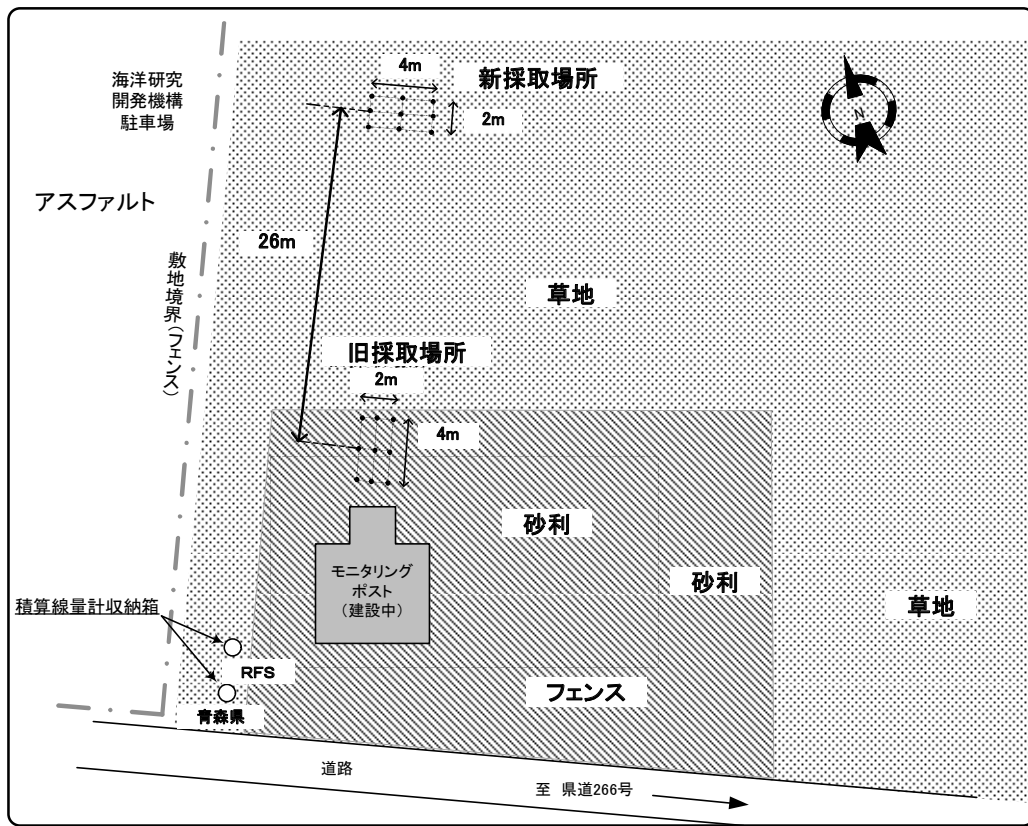 4m
新採取場所
2m
海洋研究
開発機構
駐車場
N
アスファルト
26m
敷地境界(フェンス)
草地
旧採取場所
2m
4m
砂利
モニタリング
ポスト
(建設中)
砂利
草地
積算線量計収納箱
RFS
フェンス
青森県
道路
至 県道266号